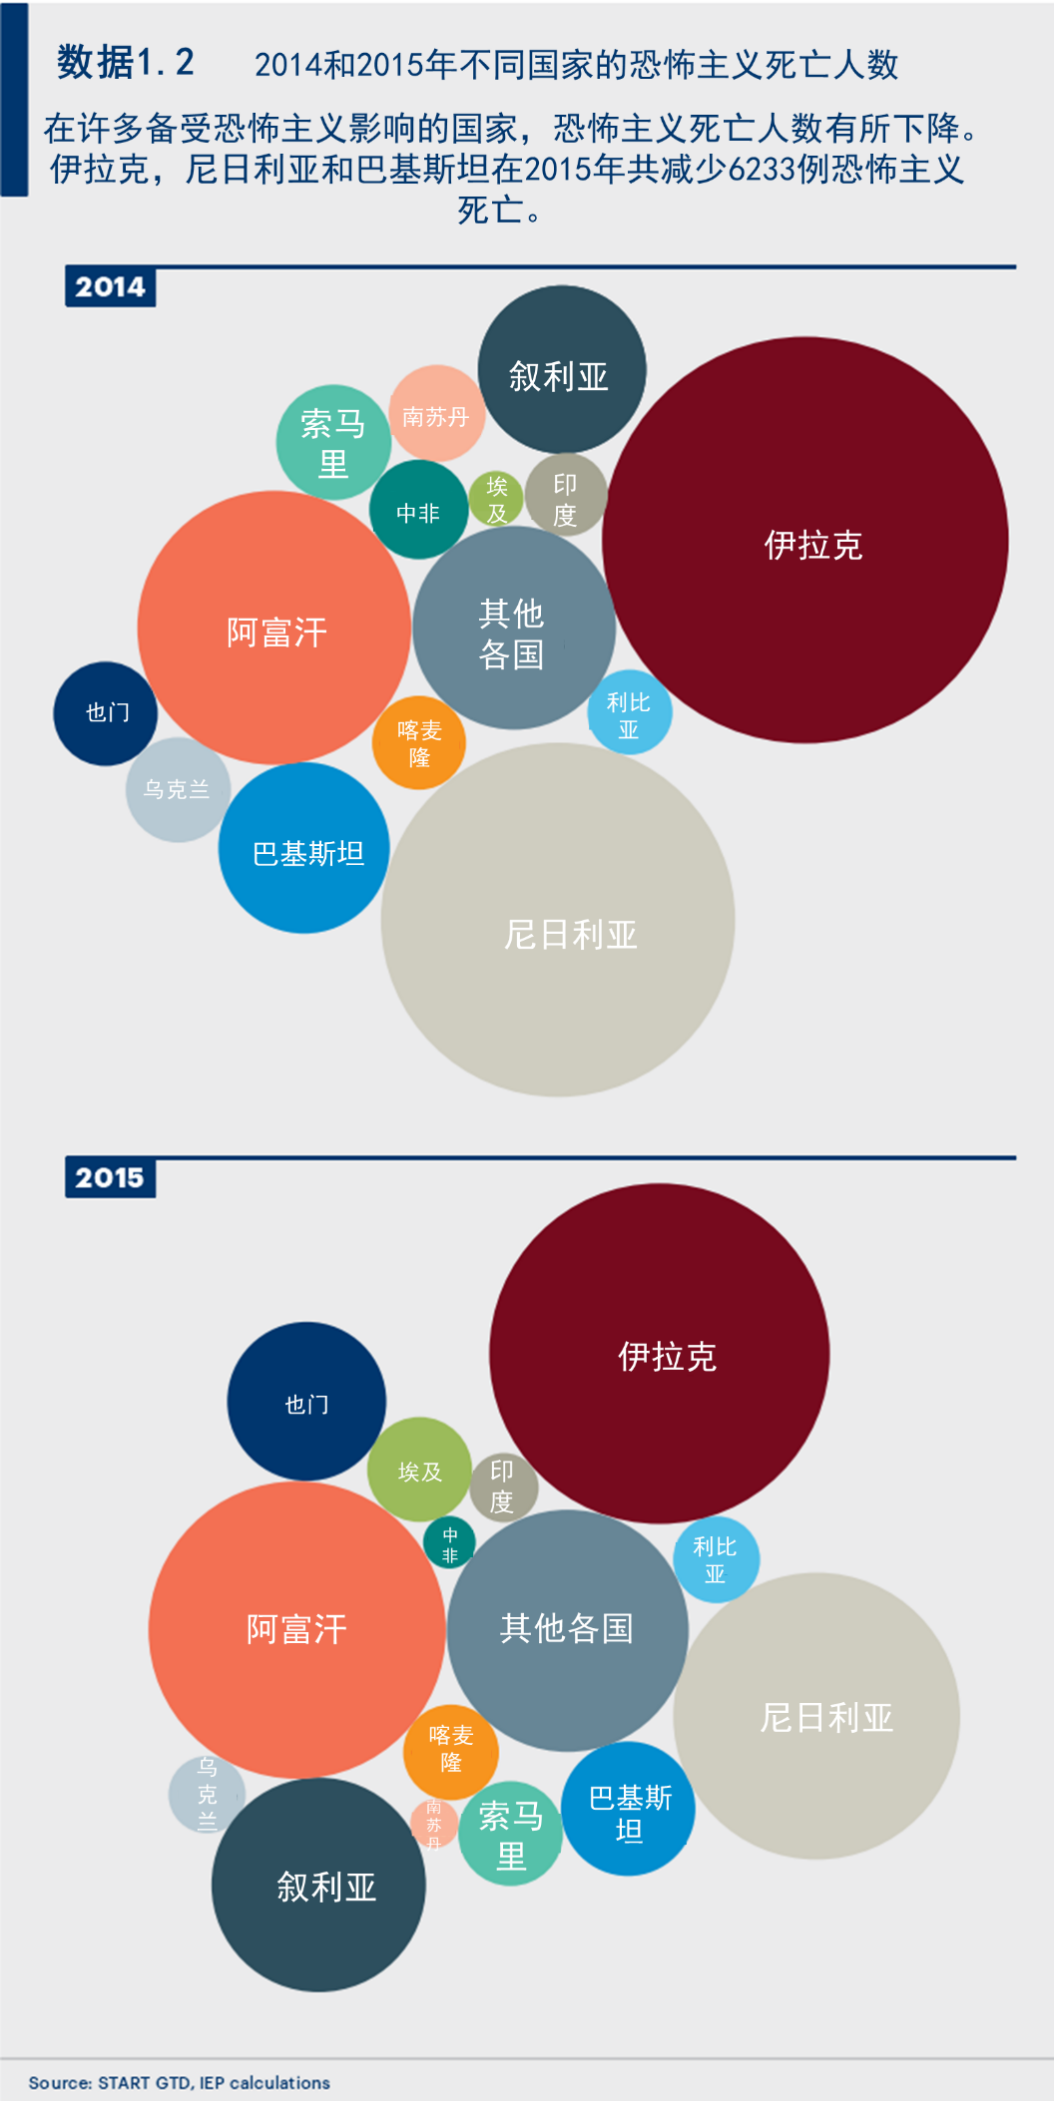 数据1.2 2014和2015年不同国家的恐怖主义死亡人数
在许多备受恐怖主义影响的国家，恐怖主义死亡人数有所下降。
伊拉克，尼日利亚和巴基斯坦在2015年共减少6233例恐怖主义
死亡。
2014
叙利亚
南苏丹
索马
里
中非
埃
及
印
度
伊拉克
阿富汗
其他
各国
也门
喀麦
隆
利比
亚
乌克兰
巴基斯坦
尼日利亚
2015
伊拉克
也门
埃及
印
度
中
非
利比
亚
阿富汗
其他各国
尼日利亚
喀麦
隆
乌
克
兰
南
苏
丹
索马
里
巴基斯
坦
叙利亚
Source: START GTD, IEP calculations